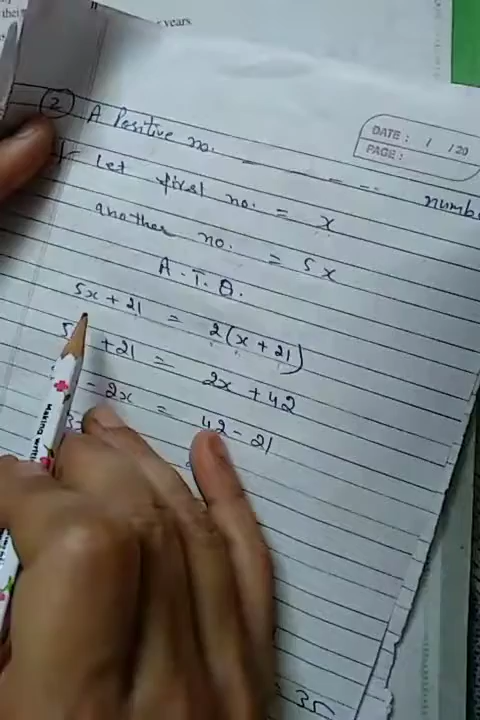 years
2 A Positive no. _ _ _ _ --
DATE: / / 20
PAGE:
Let first no. = x
another no. = 5x
A.T.Q.
5x + 21 = 2(x + 21)
+21 = 2x + 42
- 2x = 42 - 21
35